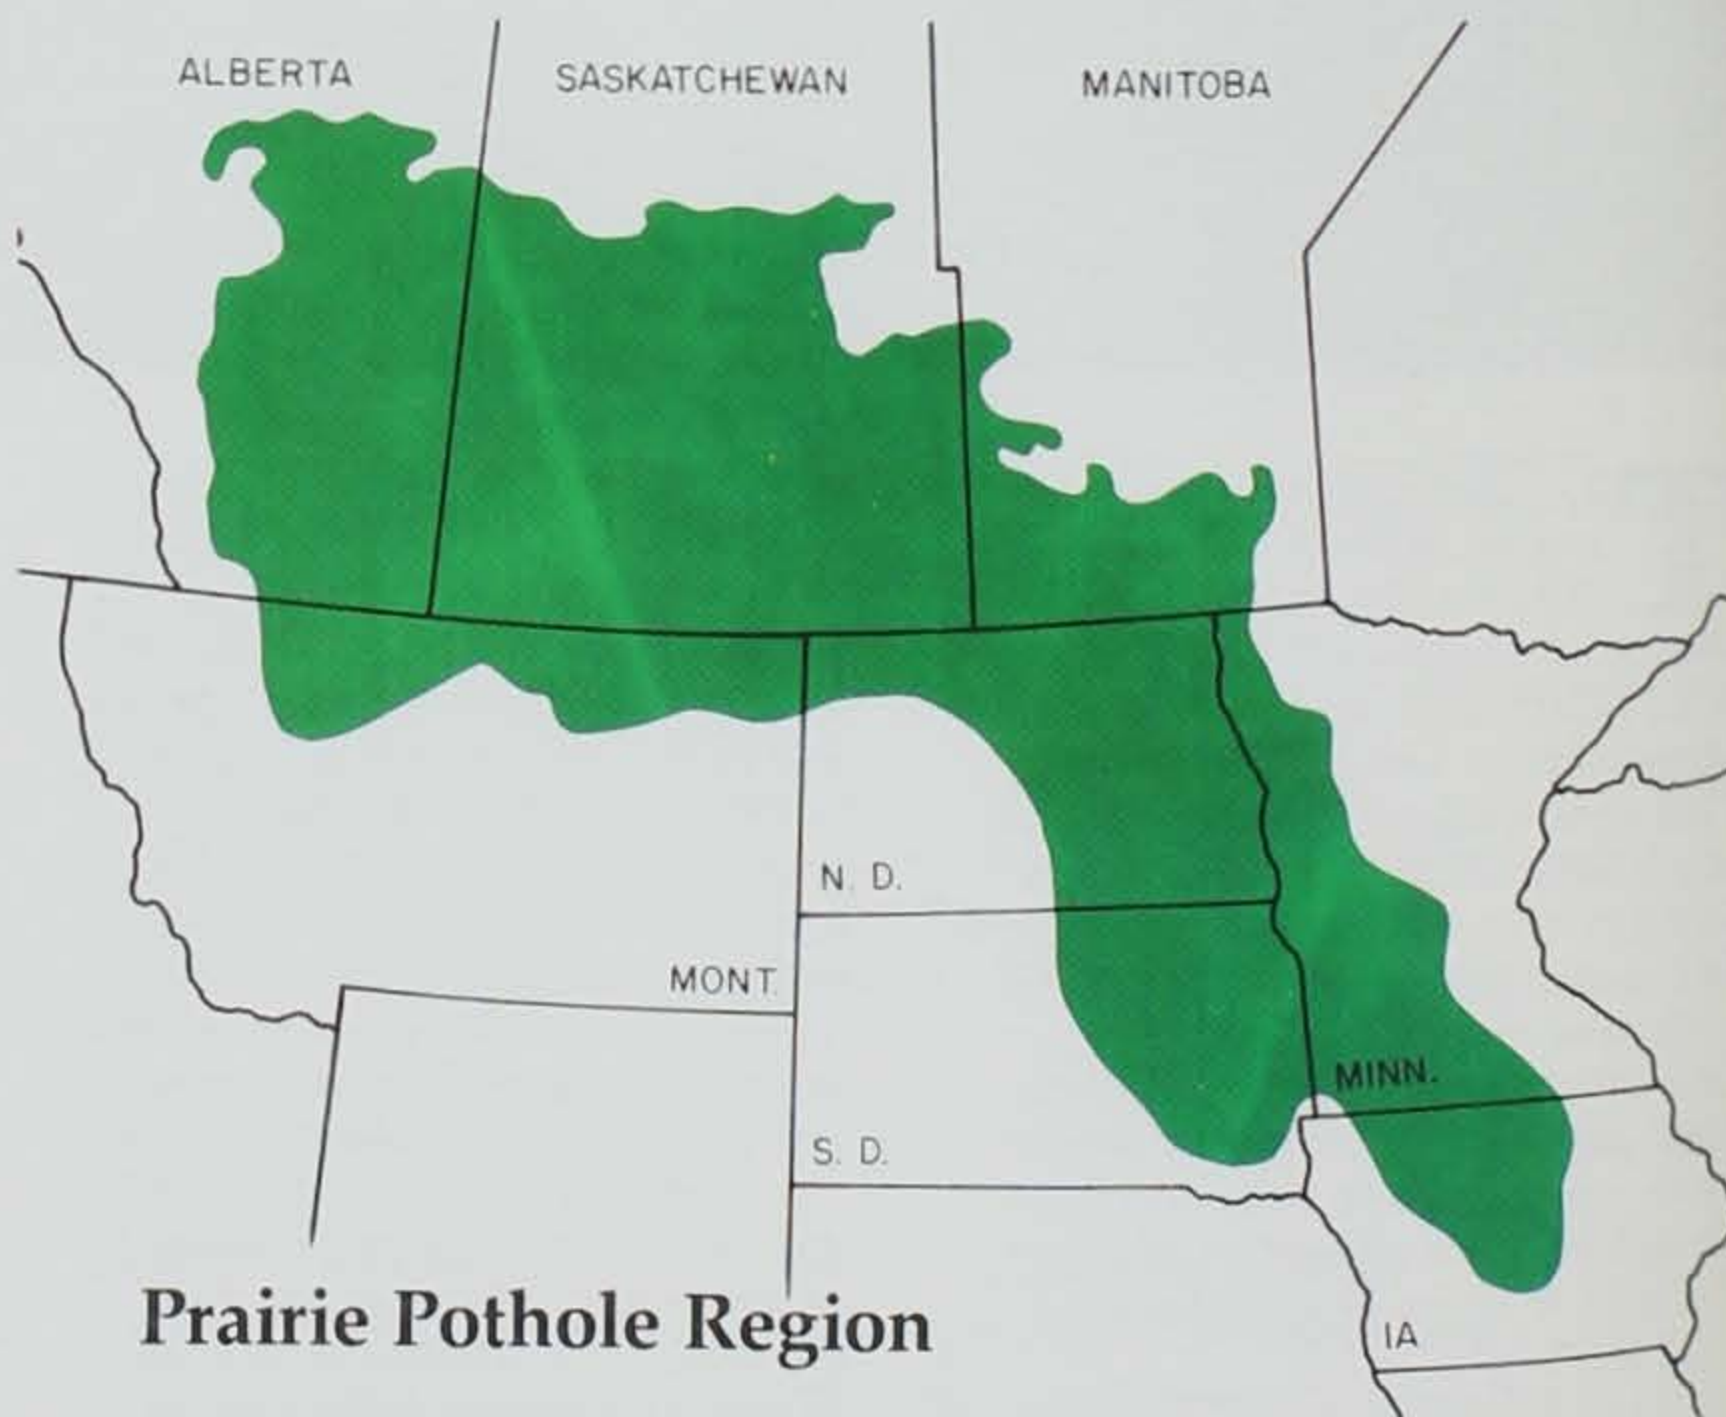 ALBERTA
SASKATCHEWAN
MANITOBA
N. D.
MONT.
MINN.
S. D.
Prairie Pothole Region
IA